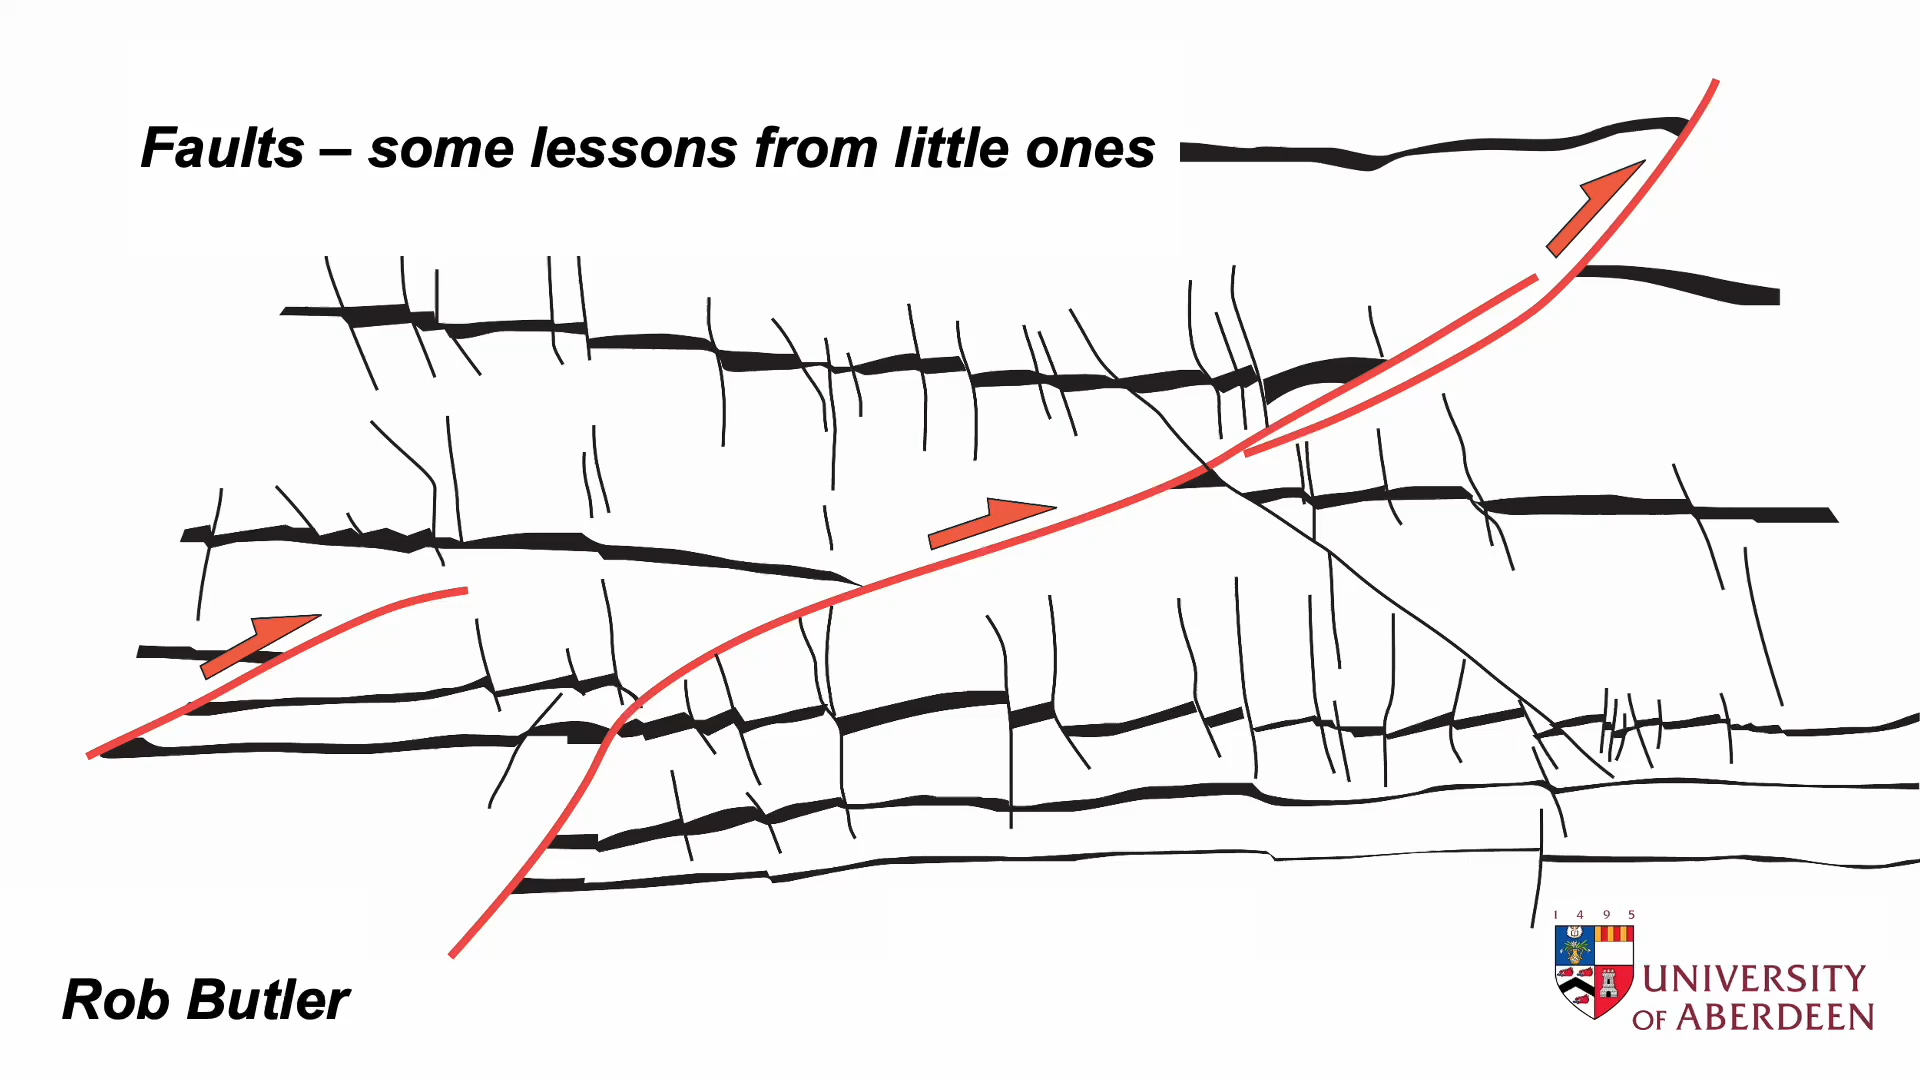 Faults – some lessons from little ones
Rob Butler
1 4 9 5
UNIVERSITY
OF ABERDEEN